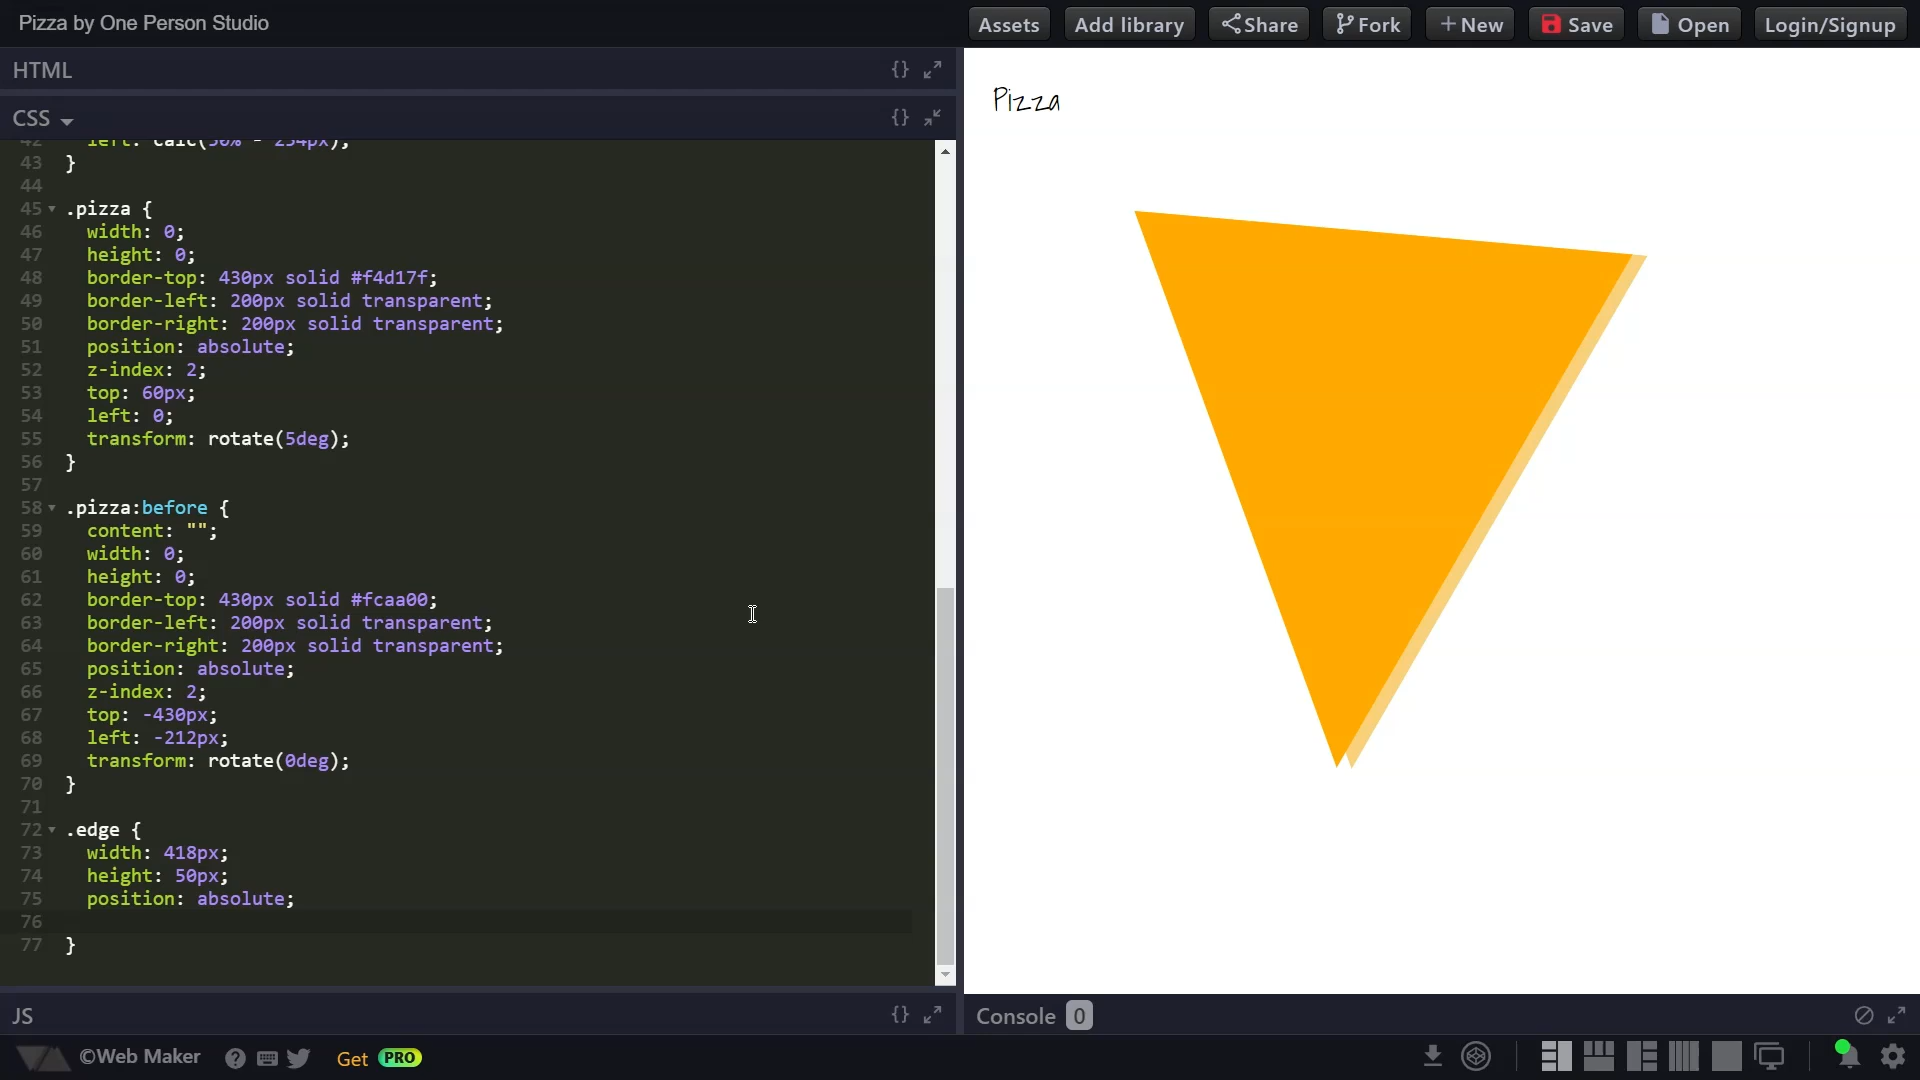 Pizza by One Person Studio
Assets
Add library
Share
Fork
+ New
Save
Open
Login/Signup
HTML
{}
CSS
{}
42 left: calc(50% - 234px);
43 }
44
45 .pizza {
46 width: 0;
47 height: 0;
48 border-top: 430px solid #f4d17f;
49 border-left: 200px solid transparent;
50 border-right: 200px solid transparent;
51 position: absolute;
52 z-index: 2;
53 top: 60px;
54 left: 0;
55 transform: rotate(5deg);
56 }
57
58 .pizza:before {
59 content: "";
60 width: 0;
61 height: 0;
62 border-top: 430px solid #fcaa00;
63 border-left: 200px solid transparent;
64 border-right: 200px solid transparent;
65 position: absolute;
66 z-index: 2;
67 top: -430px;
68 left: -212px;
69 transform: rotate(0deg);
70 }
71
72 .edge {
73 width: 418px;
74 height: 50px;
75 position: absolute;
76
77 }
Pizza
JS
{}
Console 0
©Web Maker
?
Get PRO